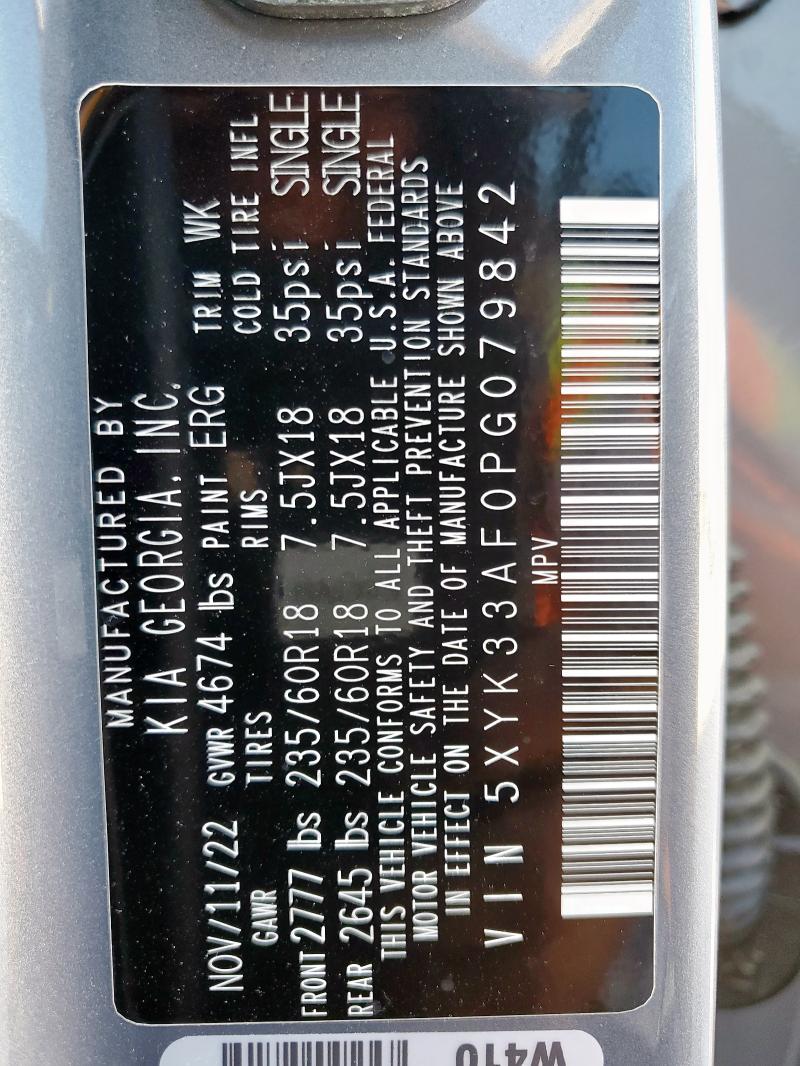 MANUFACTURED BY
KIA GEORGIA, INC.
NOV/11/22 GVWR 4674 lbs PAINT ERG TRIM WK
GAWR TIRES RIMS COLD TIRE INFL
FRONT 2777 lbs 235/60R18 7.5JX18 35psi SINGLE
REAR 2645 lbs 235/60R18 7.5JX18 35psi SINGLE
THIS VEHICLE CONFORMS TO ALL APPLICABLE U.S.A. FEDERAL
MOTOR VEHICLE SAFETY AND THEFT PREVENTION STANDARDS
IN EFFECT ON THE DATE OF MANUFACTURE SHOWN ABOVE
VIN 5XYK33AF0PG079842
MPV
W410